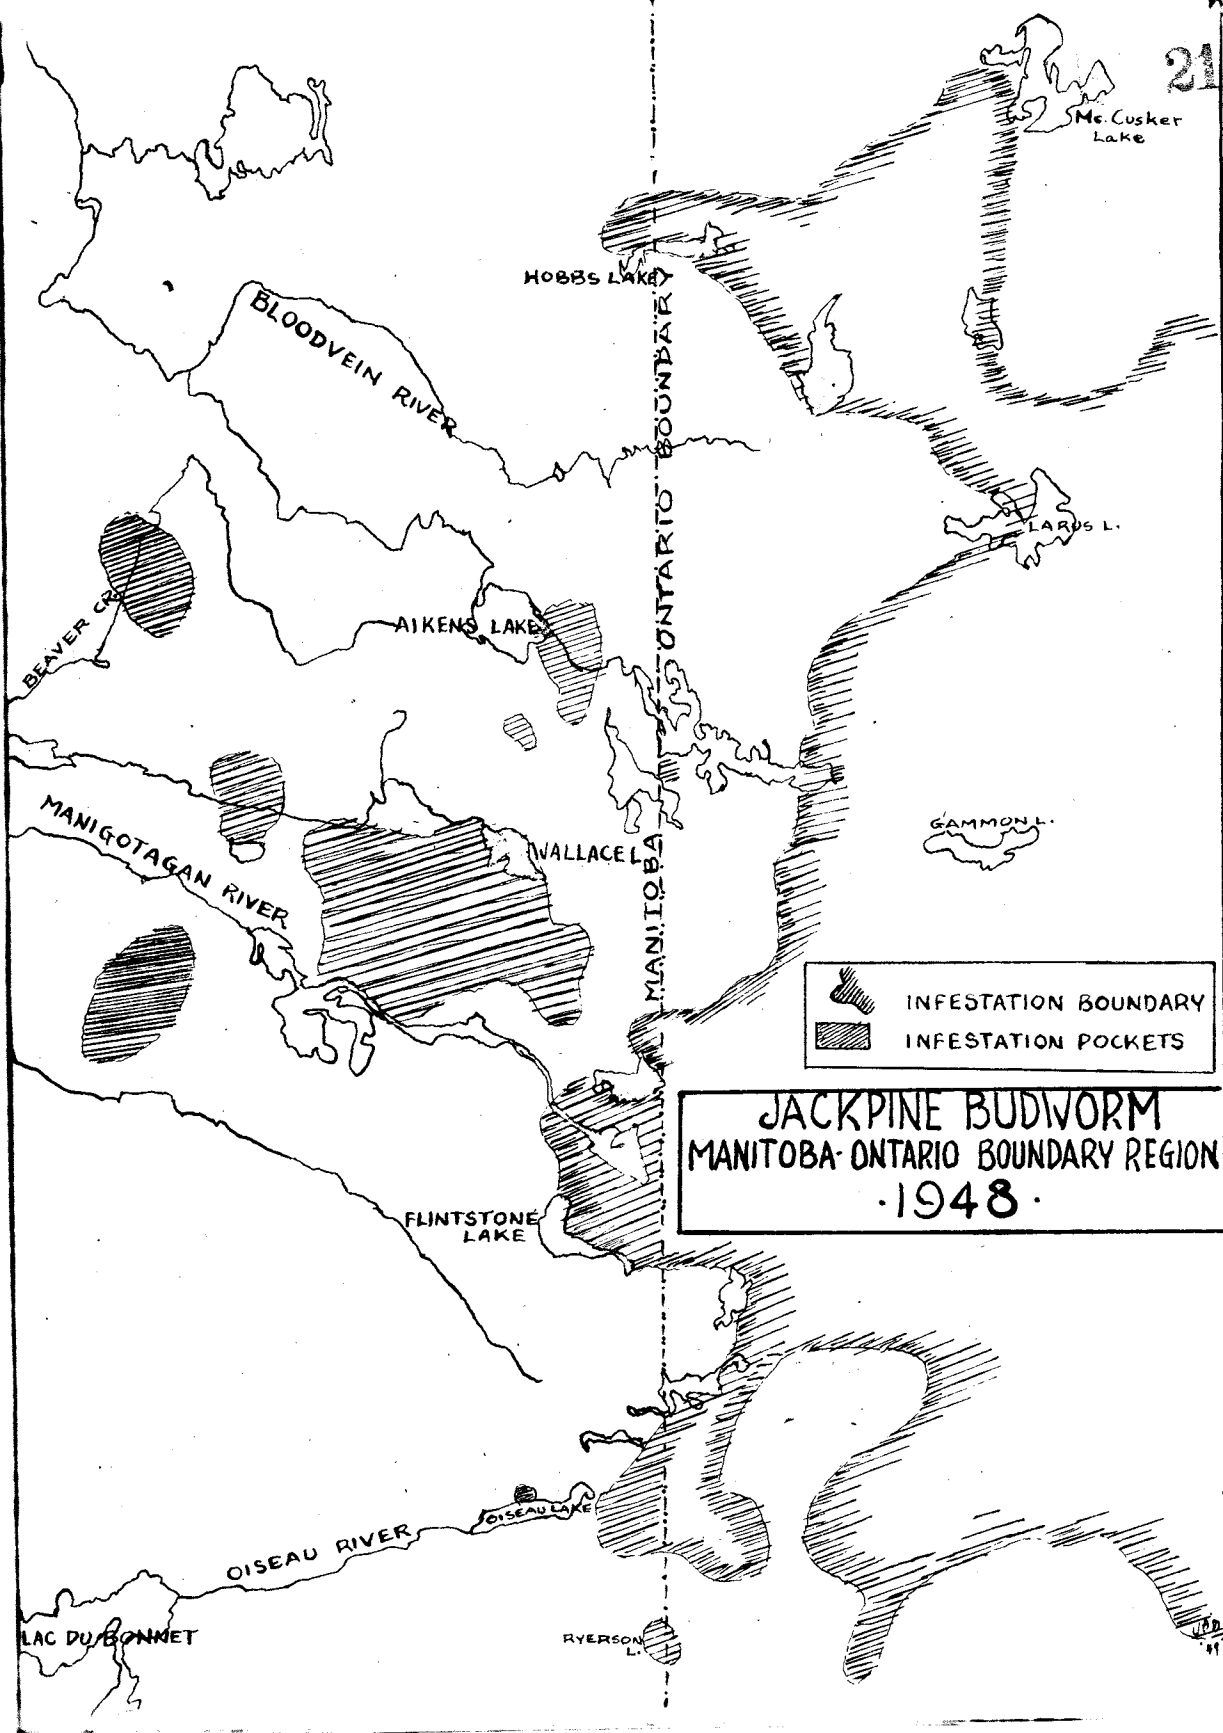 21
Mc. Cusker
Lake
HOBBS LAKE
BLOODVEIN RIVER
MANITOBA - ONTARIO BOUNDARY
LARUS L.
BEAVER CR.
AIKENS LAKE
MANIGOTAGAN RIVER
WALLACE L.
GAMMON L.
INFESTATION BOUNDARY
INFESTATION POCKETS
JACKPINE BUDWORM
MANITOBA-ONTARIO BOUNDARY REGION
·1948·
FLINTSTONE
LAKE
OISEAU LAKE
OISEAU RIVER
LAC DU BONNET
RYERSON
L.
'49